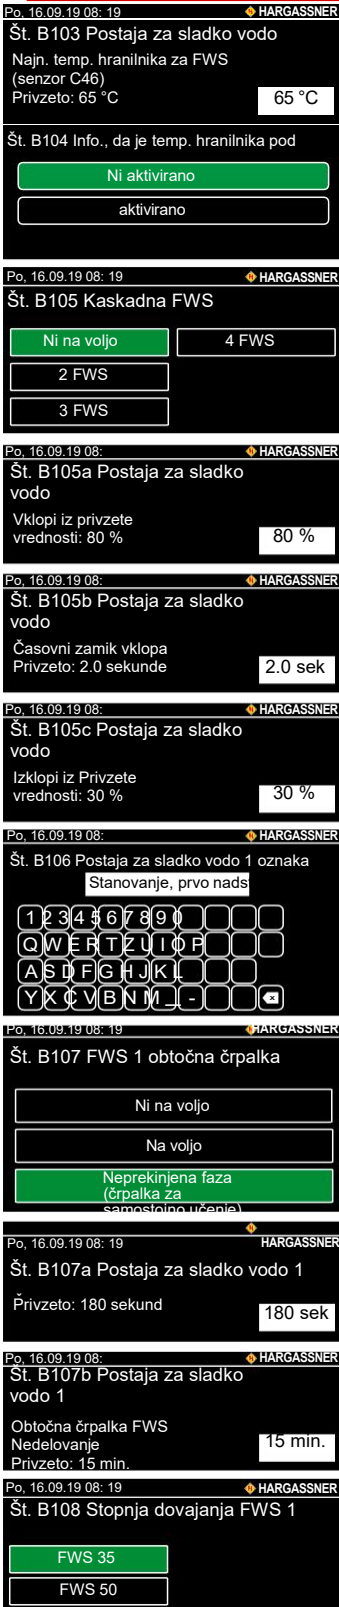 Po, 16.09.19 08: 19 HARGASSNER
Št. B103 Postaja za sladko vodo
Najn. temp. hranilnika za FWS
(senzor C46)
Privzeto: 65 °C 65 °C
Št. B104 Info., da je temp. hranilnika pod
Ni aktivirano
aktivirano
Po, 16.09.19 08: 19 HARGASSNER
Št. B105 Kaskadna FWS
Ni na voljo 4 FWS
2 FWS
3 FWS
Po, 16.09.19 08: HARGASSNER
Št. B105a Postaja za sladko
vodo
Vklopi iz privzete
vrednosti: 80 % 80 %
Po, 16.09.19 08: HARGASSNER
Št. B105b Postaja za sladko
vodo
Časovni zamik vklopa
Privzeto: 2.0 sekunde 2.0 sek
Po, 16.09.19 08: HARGASSNER
Št. B105c Postaja za sladko
vodo
Izklopi iz Privzete
vrednosti: 30 % 30 %
Po, 16.09.19 08: HARGASSNER
Št. B106 Postaja za sladko vodo 1 oznaka
Stanovanje, prvo nads
1 2 3 4 5 6 7 8 9 0
Q W E R T Z U I O P
A S D F G H J K L
Y X C V B N M _ -
Po, 16.09.19 08: 19 HARGASSNER
Št. B107 FWS 1 obtočna črpalka
Ni na voljo
Na voljo
Neprekinjena faza
(črpalka za
samostojno učenje)
Po, 16.09.19 08: 19 HARGASSNER
Št. B107a Postaja za sladko vodo 1
Privzeto: 180 sekund 180 sek
Po, 16.09.19 08: HARGASSNER
Št. B107b Postaja za sladko
vodo 1
Obtočna črpalka FWS
Nedelovanje 15 min.
Privzeto: 15 min.
Po, 16.09.19 08: 19 HARGASSNER
Št. B108 Stopnja dovajanja FWS 1
FWS 35
FWS 50